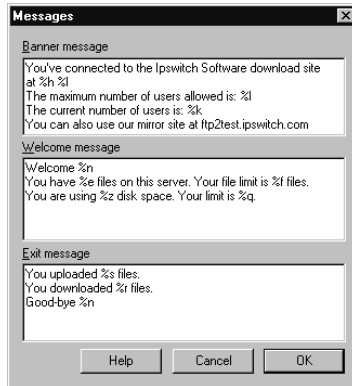 Messages
Banner message
You've connected to the Ipswitch Software download site
at %h %l
The maximum number of users allowed is: %l
The current number of users is: %k
You can also use our mirror site at ftp2test.ipswitch.com
Welcome message
Welcome %n
You have %e files on this server. Your file limit is %f files.
You are using %z disk space. Your limit is %q.
Exit message
You uploaded %s files.
You downloaded %r files.
Good-bye %n
Help
Cancel
OK